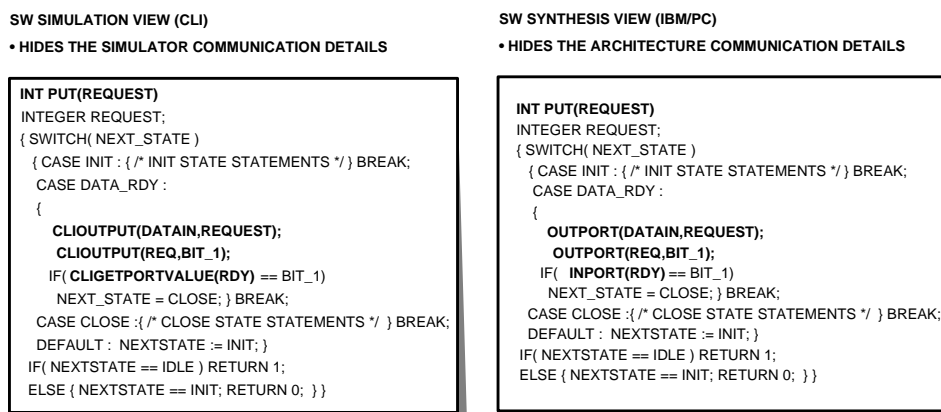 SW SIMULATION VIEW (CLI)
• HIDES THE SIMULATOR COMMUNICATION DETAILS
INT PUT(REQUEST)
INTEGER REQUEST;
{ SWITCH( NEXT_STATE )
{ CASE INIT : { /* INIT STATE STATEMENTS */ } BREAK;
CASE DATA_RDY :
{
CLIOUTPUT(DATAIN,REQUEST);
CLIOUTPUT(REQ,BIT_1);
IF( CLIGETPORTVALUE(RDY) == BIT_1)
NEXT_STATE = CLOSE; } BREAK;
CASE CLOSE :{ /* CLOSE STATE STATEMENTS */ } BREAK;
DEFAULT : NEXTSTATE := INIT; }
IF( NEXTSTATE == IDLE ) RETURN 1;
ELSE { NEXTSTATE == INIT; RETURN 0; } }
SW SYNTHESIS VIEW (IBM/PC)
• HIDES THE ARCHITECTURE COMMUNICATION DETAILS
INT PUT(REQUEST)
INTEGER REQUEST;
{ SWITCH( NEXT_STATE )
{ CASE INIT : { /* INIT STATE STATEMENTS */ } BREAK;
CASE DATA_RDY :
{
OUTPORT(DATAIN,REQUEST);
OUTPORT(REQ,BIT_1);
IF( INPORT(RDY) == BIT_1)
NEXT_STATE = CLOSE; } BREAK;
CASE CLOSE :{ /* CLOSE STATE STATEMENTS */ } BREAK;
DEFAULT : NEXTSTATE := INIT; }
IF( NEXTSTATE == IDLE ) RETURN 1;
ELSE { NEXTSTATE == INIT; RETURN 0; } }